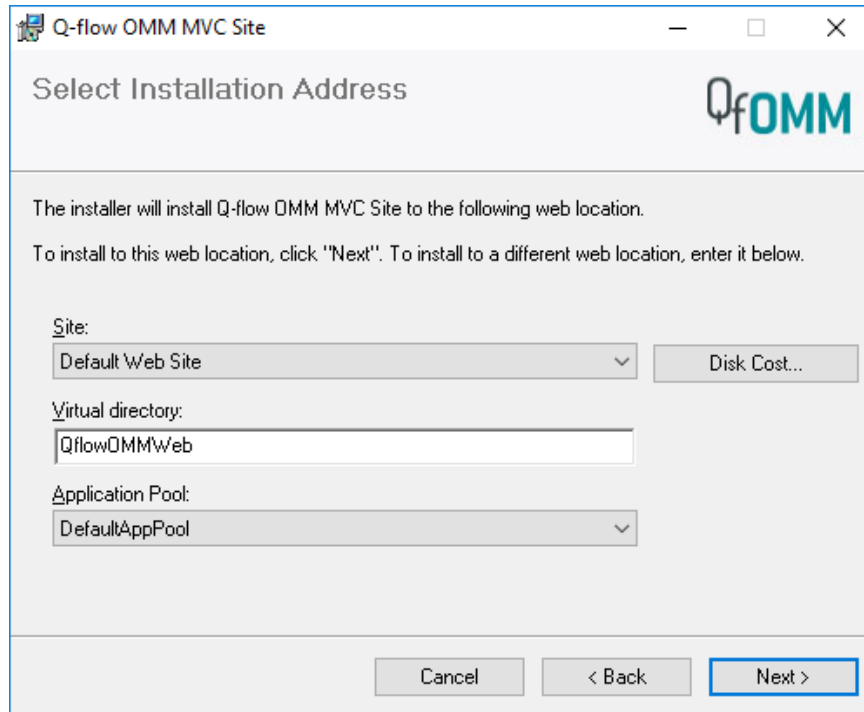 Q-flow OMM MVC Site
Select Installation Address
QfOMM
The installer will install Q-flow OMM MVC Site to the following web location.
To install to this web location, click "Next". To install to a different web location, enter it below.
Site:
Default Web Site
Disk Cost...
Virtual directory:
QflowOMMWeb
Application Pool:
DefaultAppPool
Cancel
< Back
Next >